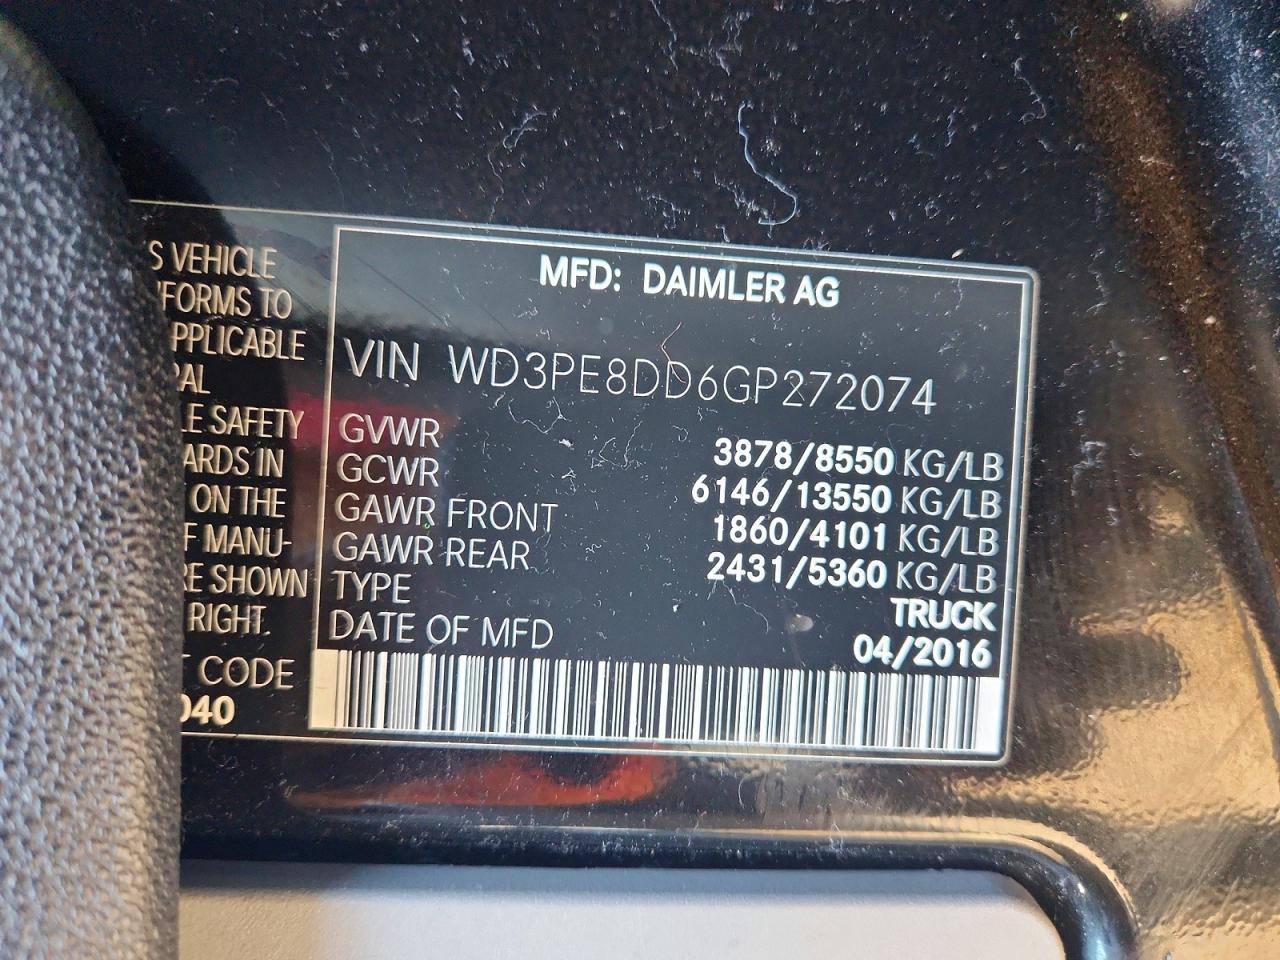 S VEHICLE
FORMS TO
PPLICABLE
RAL
LE SAFETY
ARDS IN
ON THE
F MANU-
RE SHOWN
RIGHT.
T CODE
040
MFD: DAIMLER AG
VIN WD3PE8DD6GP272074
GVWR 3878/8550 KG/LB
GCWR 6146/13550 KG/LB
GAWR FRONT 1860/4101 KG/LB
GAWR REAR 2431/5360 KG/LB
TYPE TRUCK
DATE OF MFD 04/2016